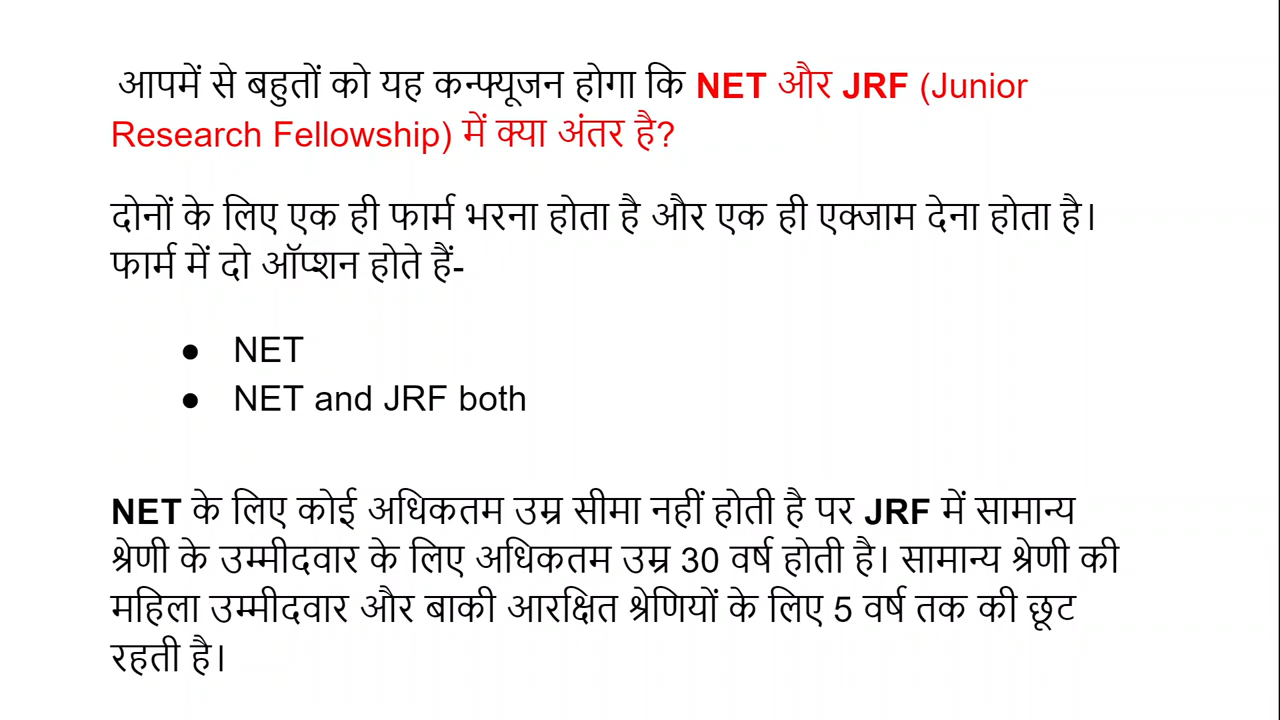 आपमें से बहुतों को यह कन्फ्यूजन होगा कि NET और JRF (Junior
Research Fellowship) में क्या अंतर है?
दोनों के लिए एक ही फार्म भरना होता है और एक ही एक्जाम देना होता है।
फार्म में दो ऑप्शन होते हैं-
● NET
● NET and JRF both
NET के लिए कोई अधिकतम उम्र सीमा नहीं होती है पर JRF में सामान्य
श्रेणी के उम्मीदवार के लिए अधिकतम उम्र 30 वर्ष होती है। सामान्य श्रेणी की
महिला उम्मीदवार और बाकी आरक्षित श्रेणियों के लिए 5 वर्ष तक की छूट
रहती है।